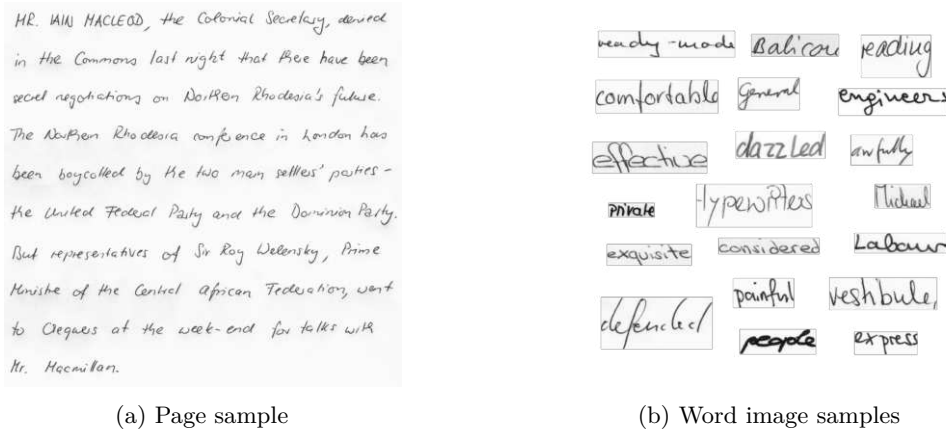 MR. IAIN MACLEOD, the Colonial Secretary, denied
in the Commons last night that there have been
secret negotiations on Northern Rhodesia's future.
The Northern Rhodesia conference in London has
been boycotted by the two main settlers' parties -
the United Federal Party and the Dominion Party.
But representatives of Sir Roy Welensky, Prime
Minister of the Central African Federation, went
to Chequers at the week-end for talks with
Mr. Macmillan.
(a) Page sample
ready-made Balicou reading
comfortable General engineers
effective dazzled awfully
private typewriters Michael
exquisite considered Labour
defended painful vestibule,
people express
(b) Word image samples